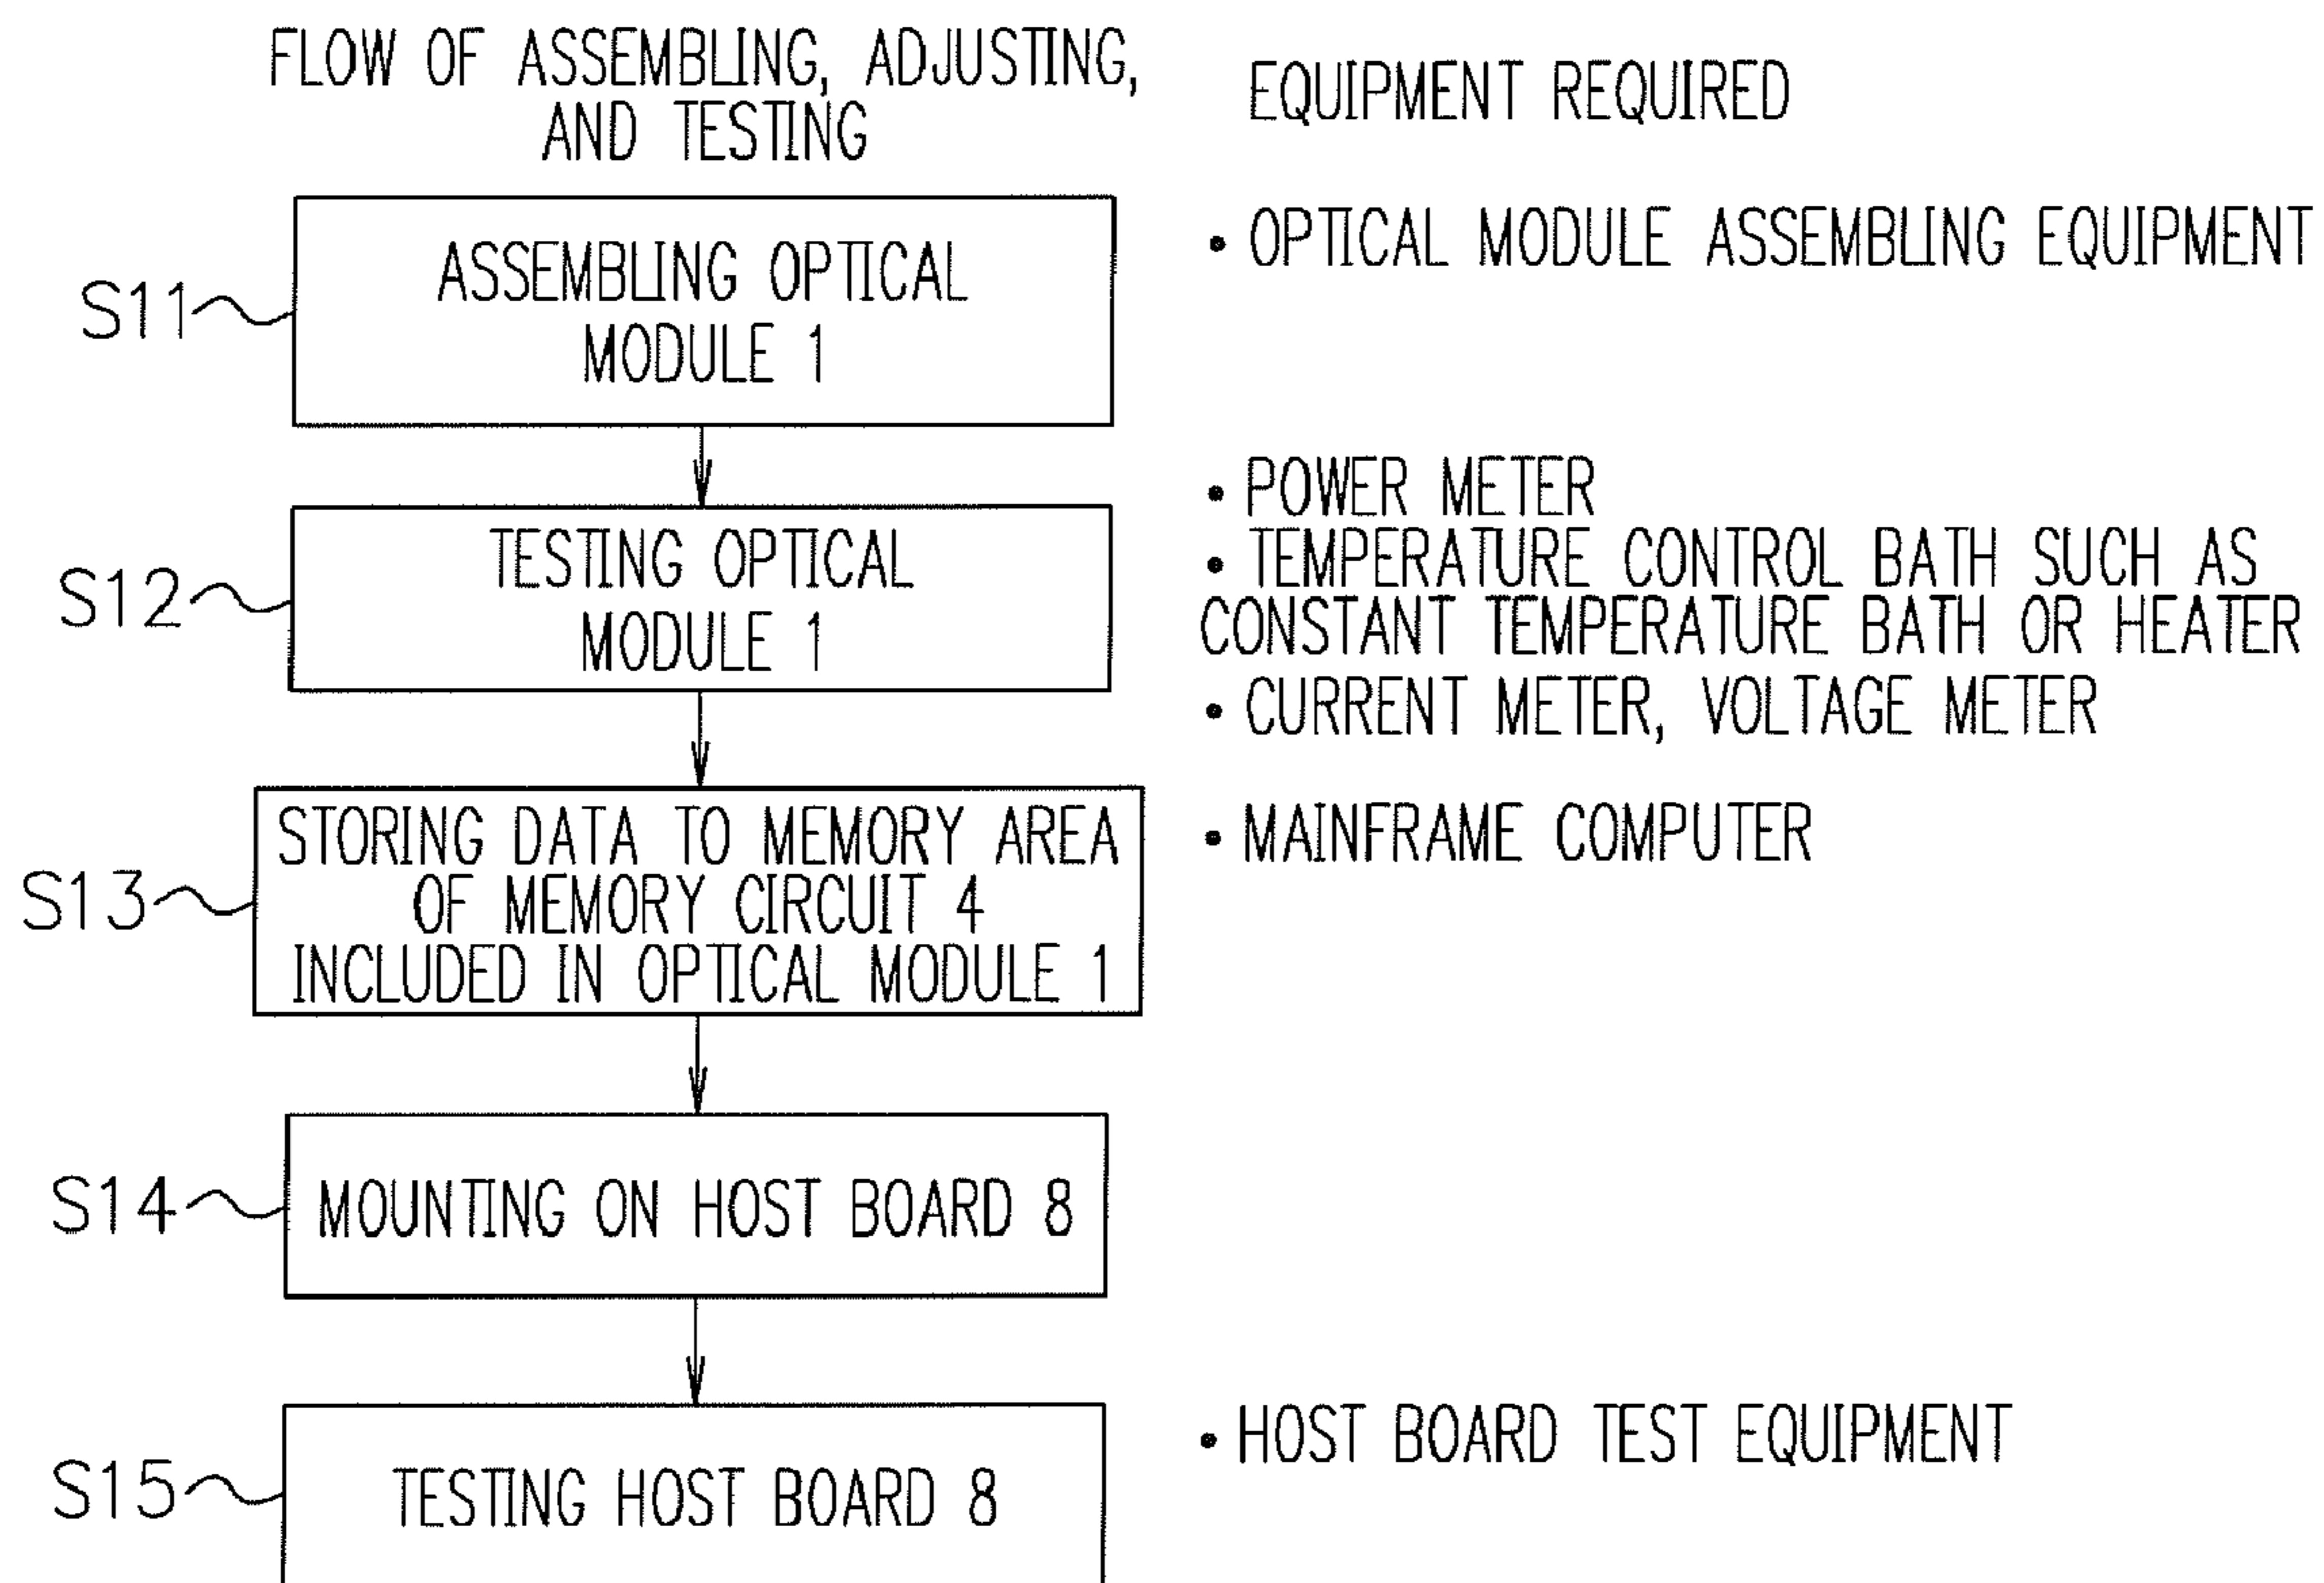 FLOW OF ASSEMBLING, ADJUSTING,
AND TESTING
EQUIPMENT REQUIRED
S11
ASSEMBLING OPTICAL
MODULE 1
• OPTICAL MODULE ASSEMBLING EQUIPMENT
S12
TESTING OPTICAL
MODULE 1
• POWER METER
• TEMPERATURE CONTROL BATH SUCH AS
CONSTANT TEMPERATURE BATH OR HEATER
• CURRENT METER, VOLTAGE METER
S13
STORING DATA TO MEMORY AREA
OF MEMORY CIRCUIT 4
INCLUDED IN OPTICAL MODULE 1
• MAINFRAME COMPUTER
S14
MOUNTING ON HOST BOARD 8
S15
TESTING HOST BOARD 8
• HOST BOARD TEST EQUIPMENT